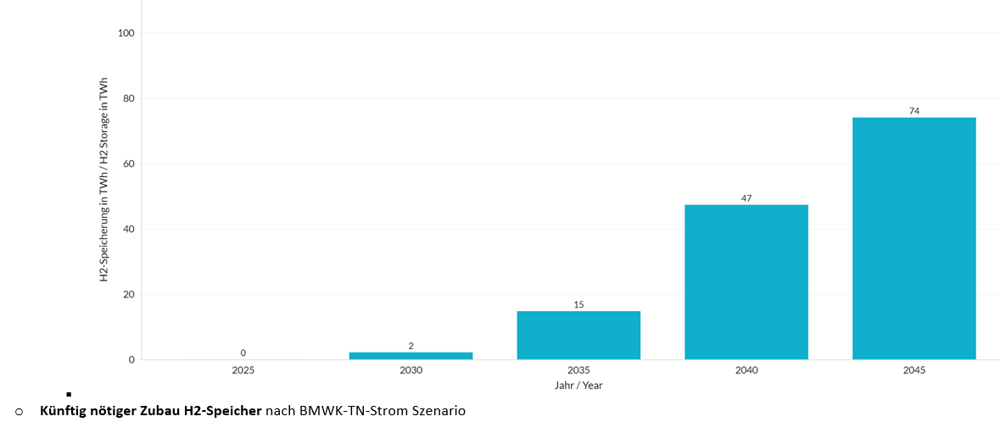 100
80
60
40
20
0
H2-Speicherung in TWh / H2 Storage in TWh
0
2
15
47
74
2025 2030 2035 2040 2045
Jahr / Year
Künftig nötiger Zubau H2-Speicher nach BMWK-TN-Strom Szenario